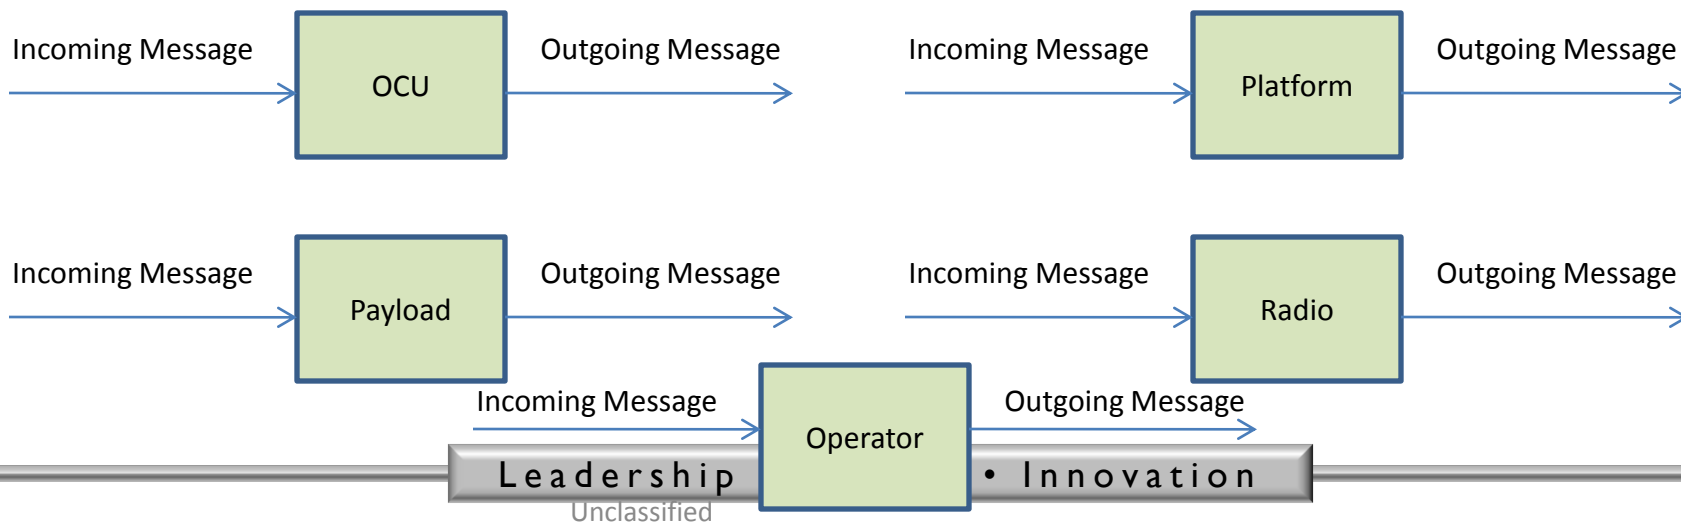 Incoming Message
OCU
Outgoing Message
Incoming Message
Platform
Outgoing Message
Incoming Message
Payload
Outgoing Message
Incoming Message
Radio
Outgoing Message
Incoming Message
Operator
Outgoing Message
Leadership • Innovation
Unclassified